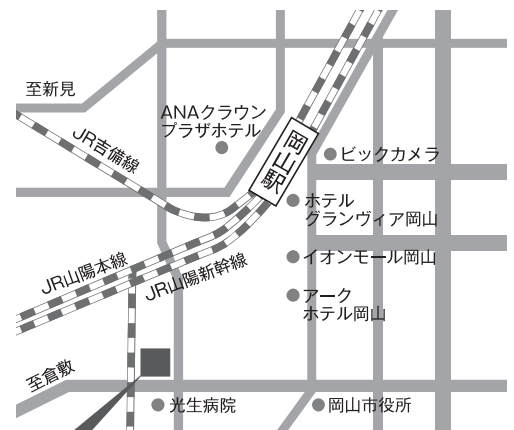 至新見
ANAクラウン
プラザホテル
JR吉備線
岡山駅
ビックカメラ
ホテル
グランヴィア岡山
イオンモール岡山
JR山陽本線
JR山陽新幹線
アーク
ホテル岡山
至倉敷
光生病院
岡山市役所